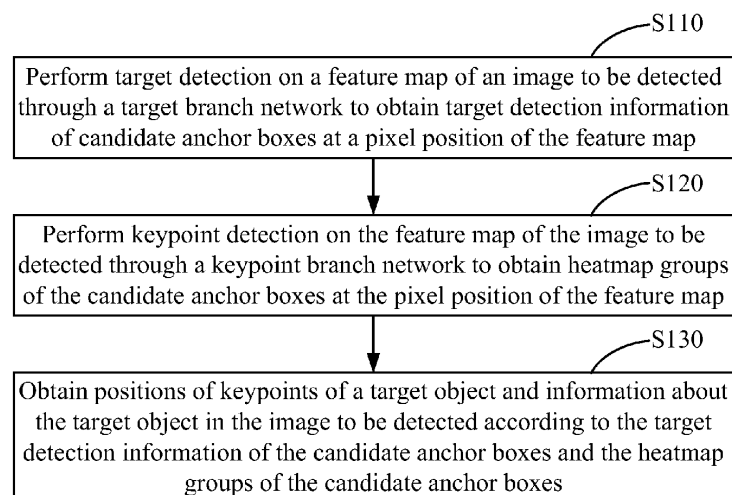 S110
Perform target detection on a feature map of an image to be detected
through a target branch network to obtain target detection information
of candidate anchor boxes at a pixel position of the feature map
S120
Perform keypoint detection on the feature map of the image to be
detected through a keypoint branch network to obtain heatmap groups
of the candidate anchor boxes at the pixel position of the feature map
S130
Obtain positions of keypoints of a target object and information about
the target object in the image to be detected according to the target
detection information of the candidate anchor boxes and the heatmap
groups of the candidate anchor boxes